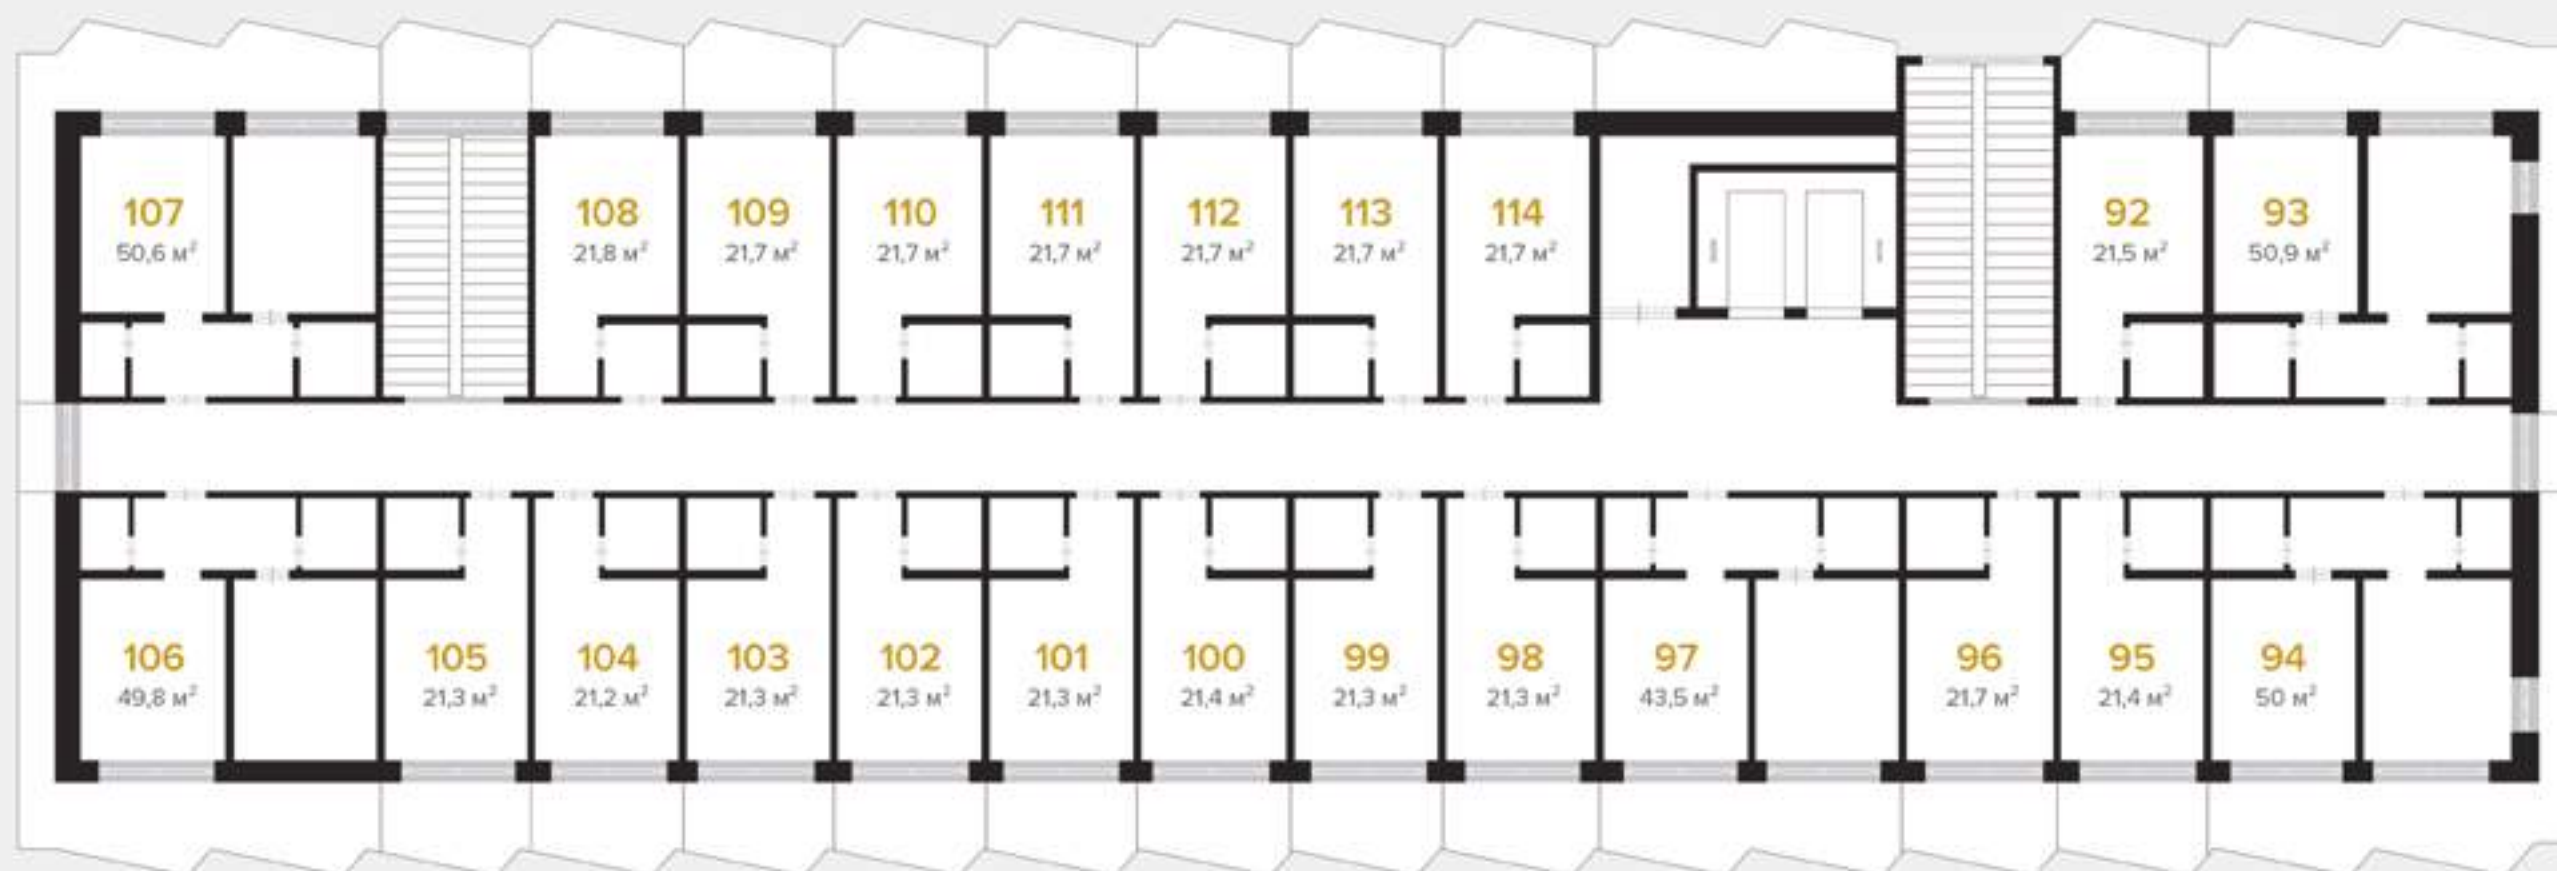 107
50,6 м²
108
21,8 м²
109
21,7 м²
110
21,7 м²
111
21,7 м²
112
21,7 м²
113
21,7 м²
114
21,7 м²
92
21,5 м²
93
50,9 м²
106
49,8 м²
105
21,3 м²
104
21,2 м²
103
21,3 м²
102
21,3 м²
101
21,3 м²
100
21,4 м²
99
21,3 м²
98
21,3 м²
97
43,5 м²
96
21,7 м²
95
21,4 м²
94
50 м²